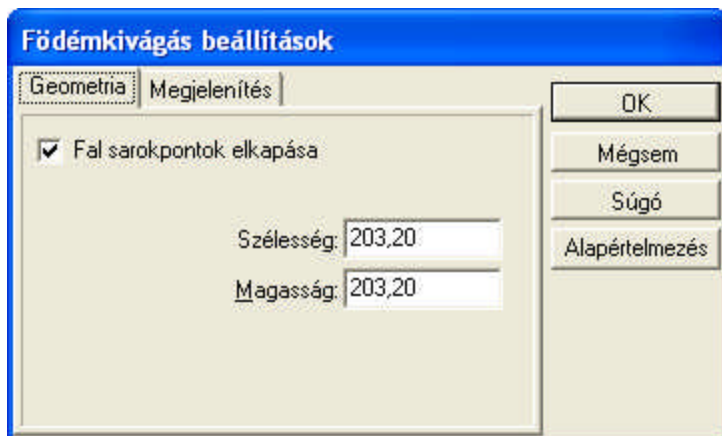 Födémkivágás beállítások
Geometria
Megjelenítés
Fal sarokpontok elkapása
Szélesség: 203,20
Magasság: 203,20
OK
Mégsem
Súgó
Alapértelmezés